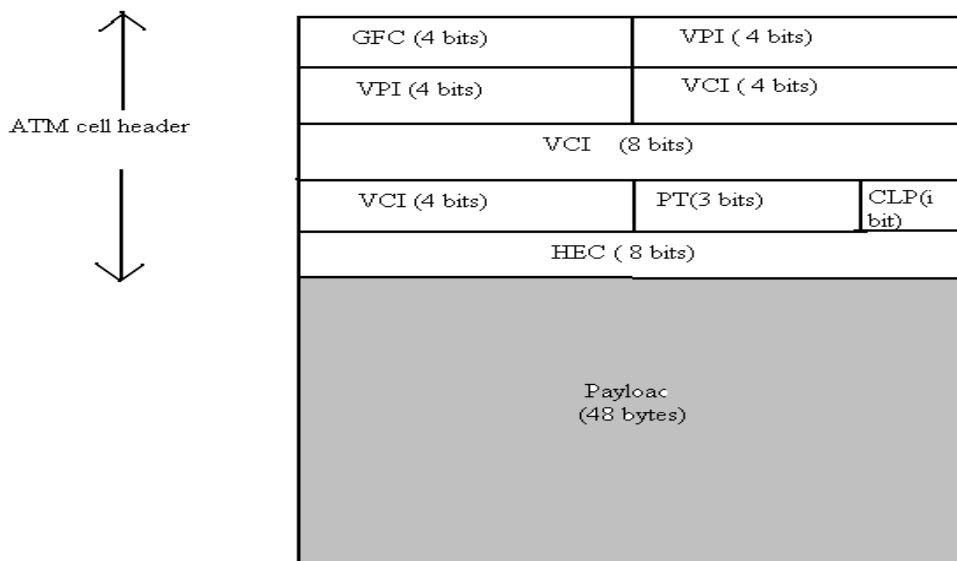 GFC (4 bits)
VPI ( 4 bits)
VPI (4 bits)
VCI ( 4 bits)
ATM cell header
VCI (8 bits)
VCI (4 bits)
PT(3 bits)
CLP(i
bit)
HEC ( 8 bits)
Payloac
(48 bytes)